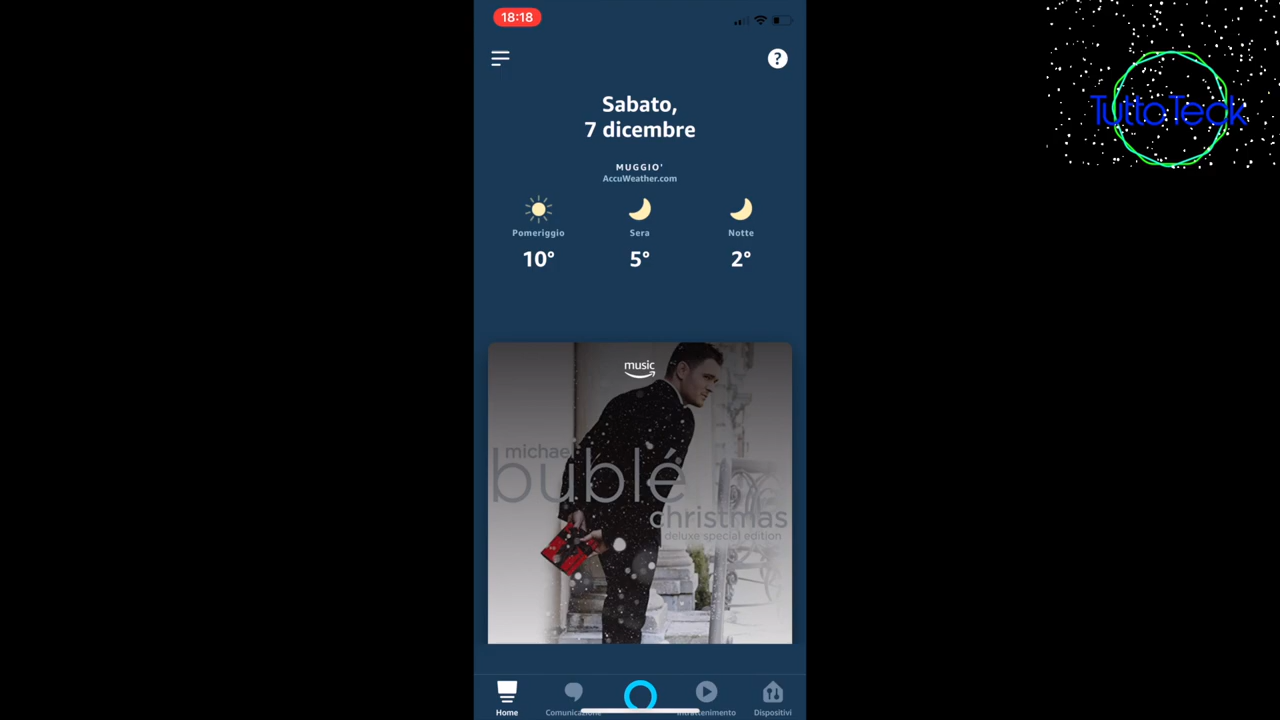 18:18
TuttoTeck
?
Sabato,
7 dicembre
MUGGIO'
AccuWeather.com
Pomeriggio
Sera
Notte
10°
5°
2°
music
michael
bublé
christmas
deluxe special edition
Home
Comunicazione
Intrattenimento
Dispositivi